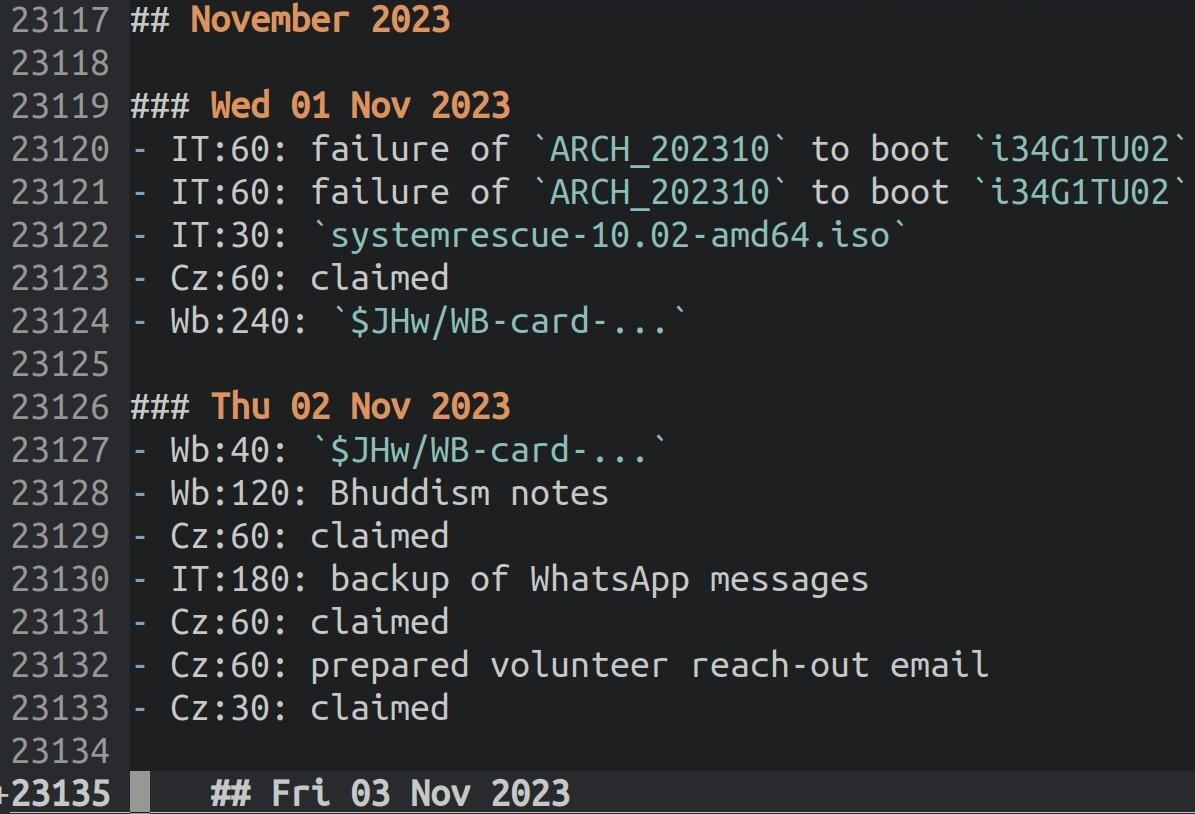 23117 ## November 2023
23118
23119 ### Wed 01 Nov 2023
23120 - IT:60: failure of `ARCH_202310` to boot `i34G1TU02`
23121 - IT:60: failure of `ARCH_202310` to boot `i34G1TU02`
23122 - IT:30: `systemrescue-10.02-amd64.iso`
23123 - Cz:60: claimed
23124 - Wb:240: `$JHw/WB-card-...`
23125
23126 ### Thu 02 Nov 2023
23127 - Wb:40: `$JHw/WB-card-...`
23128 - Wb:120: Bhuddism notes
23129 - Cz:60: claimed
23130 - IT:180: backup of WhatsApp messages
23131 - Cz:60: claimed
23132 - Cz:60: prepared volunteer reach-out email
23133 - Cz:30: claimed
23134
+23135 ## Fri 03 Nov 2023